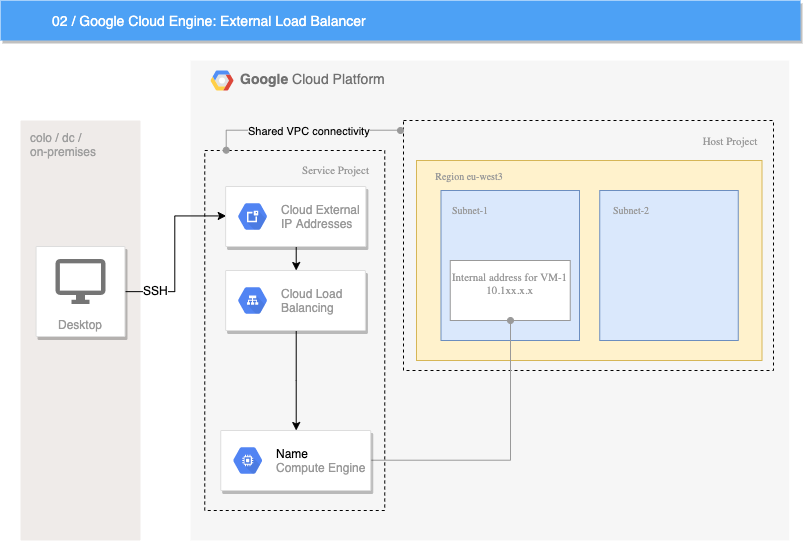 02 / Google Cloud Engine: External Load Balancer
Google Cloud Platform
colo / dc /
on-premises
Shared VPC connectivity
Host Project
Service Project
Region eu-west3
Cloud External
IP Addresses
Subnet-1
Subnet-2
Internal address for VM-1
10.1xx.x.x
SSH
Cloud Load
Balancing
Desktop
Name
Compute Engine